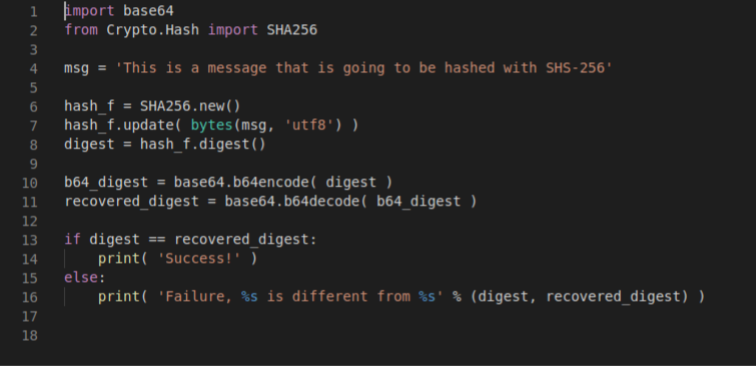 1 import base64
2 from Crypto.Hash import SHA256
3
4 msg = 'This is a message that is going to be hashed with SHS-256'
5
6 hash_f = SHA256.new()
7 hash_f.update( bytes(msg, 'utf8') )
8 digest = hash_f.digest()
9
10 b64_digest = base64.b64encode( digest )
11 recovered_digest = base64.b64decode( b64_digest )
12
13 if digest == recovered_digest:
14     print( 'Success!' )
15 else:
16     print( 'Failure, %s is different from %s' % (digest, recovered_digest) )
17
18